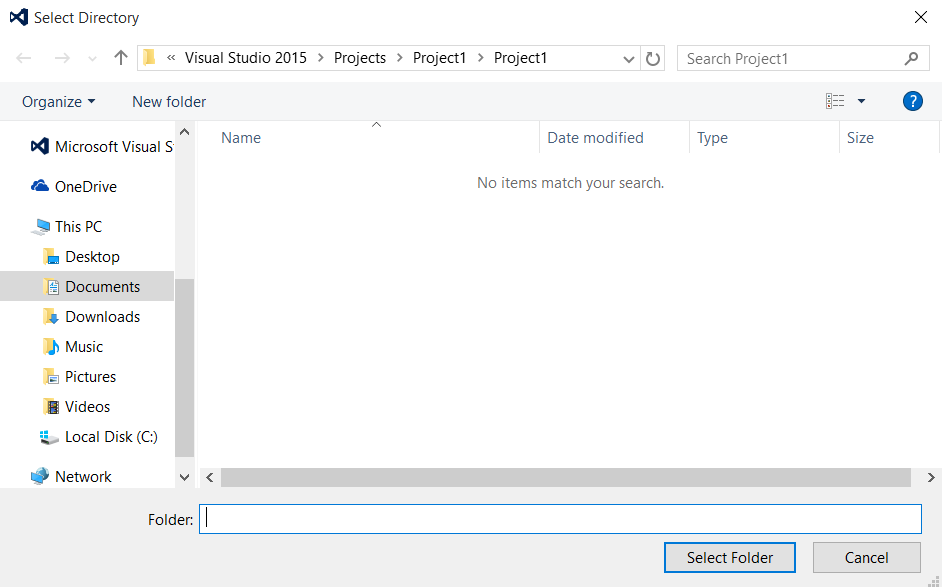 Select Directory
« Visual Studio 2015 > Projects > Project1 > Project1
Search Project1
Organize
New folder
?
Name
Date modified
Type
Size
No items match your search.
Microsoft Visual S
OneDrive
This PC
Desktop
Documents
Downloads
Music
Pictures
Videos
Local Disk (C:)
Network
Folder:
Select Folder
Cancel